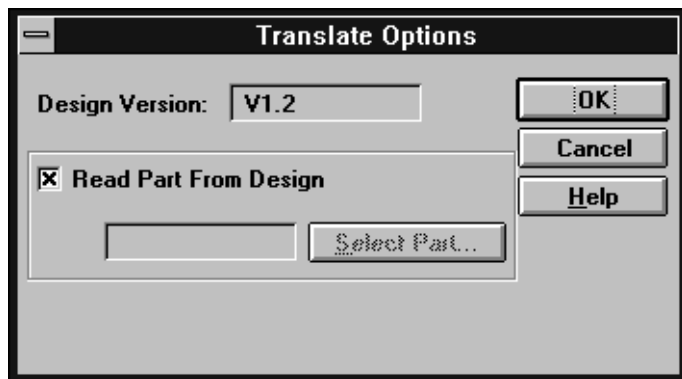 Translate Options
Design Version: V1.2
OK
Cancel
Read Part From Design
Help
Select Part...